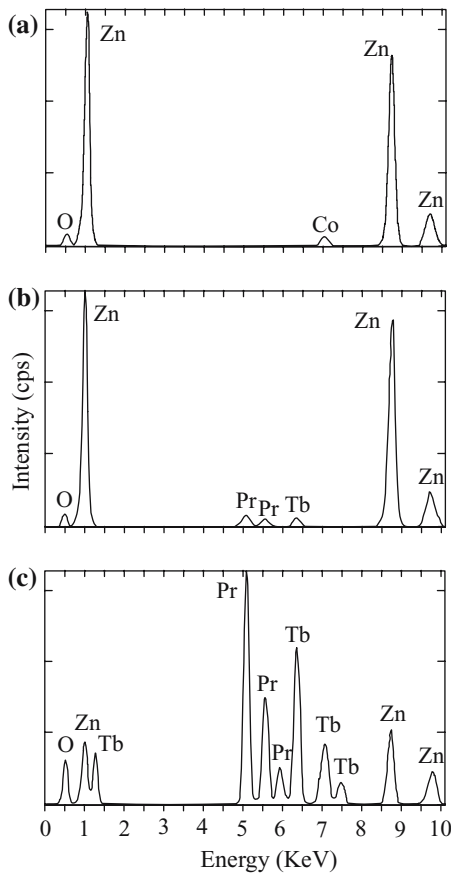 (a)
Zn
Zn
O
Co
Zn
(b)
Zn
Zn
O
Pr
Pr
Tb
Zn
Intensity (cps)
(c)
Pr
Tb
Pr
Zn
Zn
Tb
O
Tb
Pr
Tb
Zn
0 1 2 3 4 5 6 7 8 9 10
Energy (KeV)